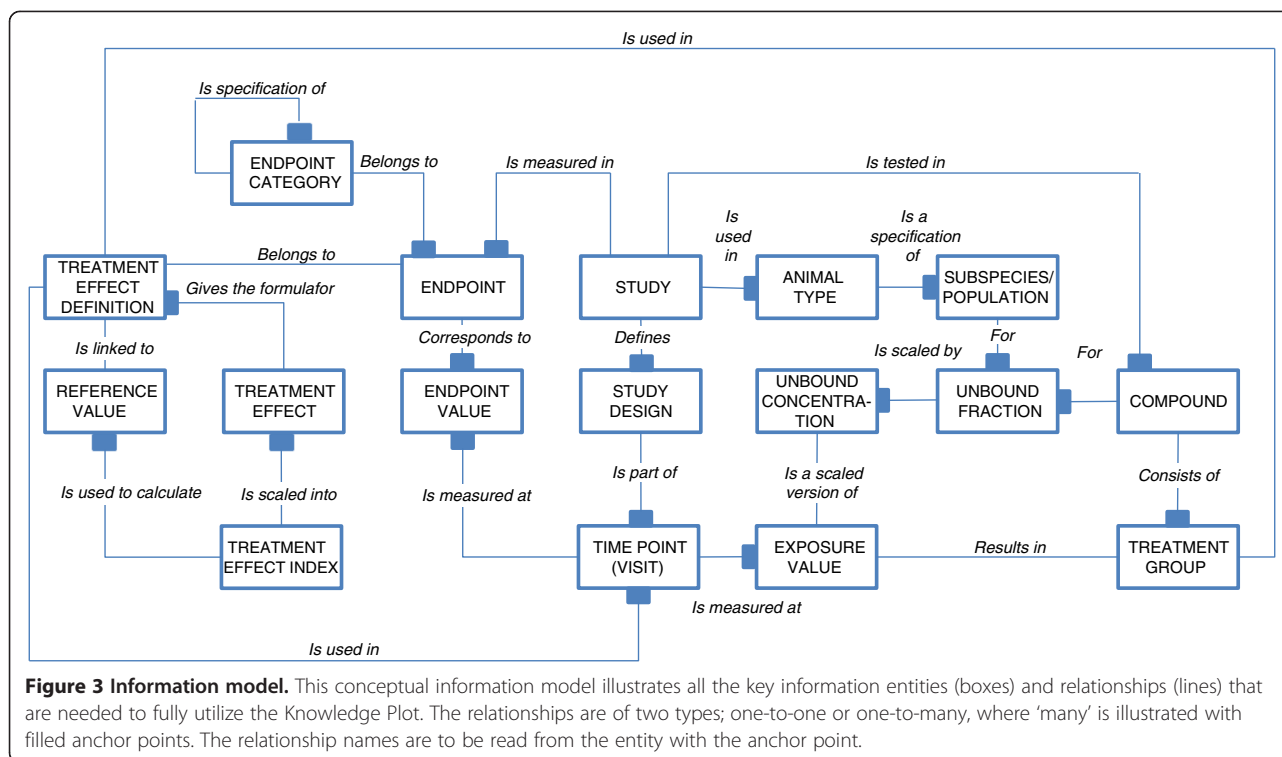 Is used in
Is specification of
ENDPOINT
CATEGORY
Belongs to
Is measured in
Is tested in
Is
used
in
Is a
specification
of
TREATMENT
EFFECT
DEFINITION
Belongs to
Gives the formulafor
ENDPOINT
STUDY
ANIMAL
TYPE
SUBSPECIES/
POPULATION
Is linked to
Corresponds to
Defines
Is scaled by
For
For
REFERENCE
VALUE
TREATMENT
EFFECT
ENDPOINT
VALUE
STUDY
DESIGN
UNBOUND
CONCENTRA-
TION
UNBOUND
FRACTION
COMPOUND
Is used to calculate
Is scaled into
Is measured at
Is part of
Is a scaled
version of
Consists of
TREATMENT
EFFECT INDEX
TIME POINT
(VISIT)
EXPOSURE
VALUE
Results in
TREATMENT
GROUP
Is measured at
Is used in
Figure 3 Information model. This conceptual information model illustrates all the key information entities (boxes) and relationships (lines) that
are needed to fully utilize the Knowledge Plot. The relationships are of two types; one-to-one or one-to-many, where ‘many’ is illustrated with
filled anchor points. The relationship names are to be read from the entity with the anchor point.